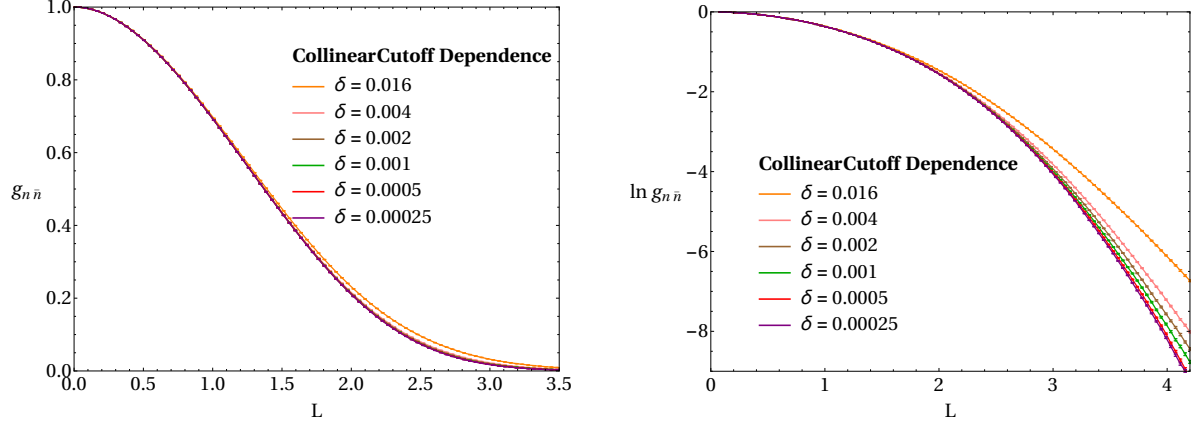 1.0
0.8
0.6
0.4
0.2
0.0
g_{n n̄}
CollinearCutoff Dependence
δ = 0.016
δ = 0.004
δ = 0.002
δ = 0.001
δ = 0.0005
δ = 0.00025
0.0 0.5 1.0 1.5 2.0 2.5 3.0 3.5
L
0
−2
−4
−6
−8
ln g_{n n̄}
CollinearCutoff Dependence
δ = 0.016
δ = 0.004
δ = 0.002
δ = 0.001
δ = 0.0005
δ = 0.00025
0 1 2 3 4
L